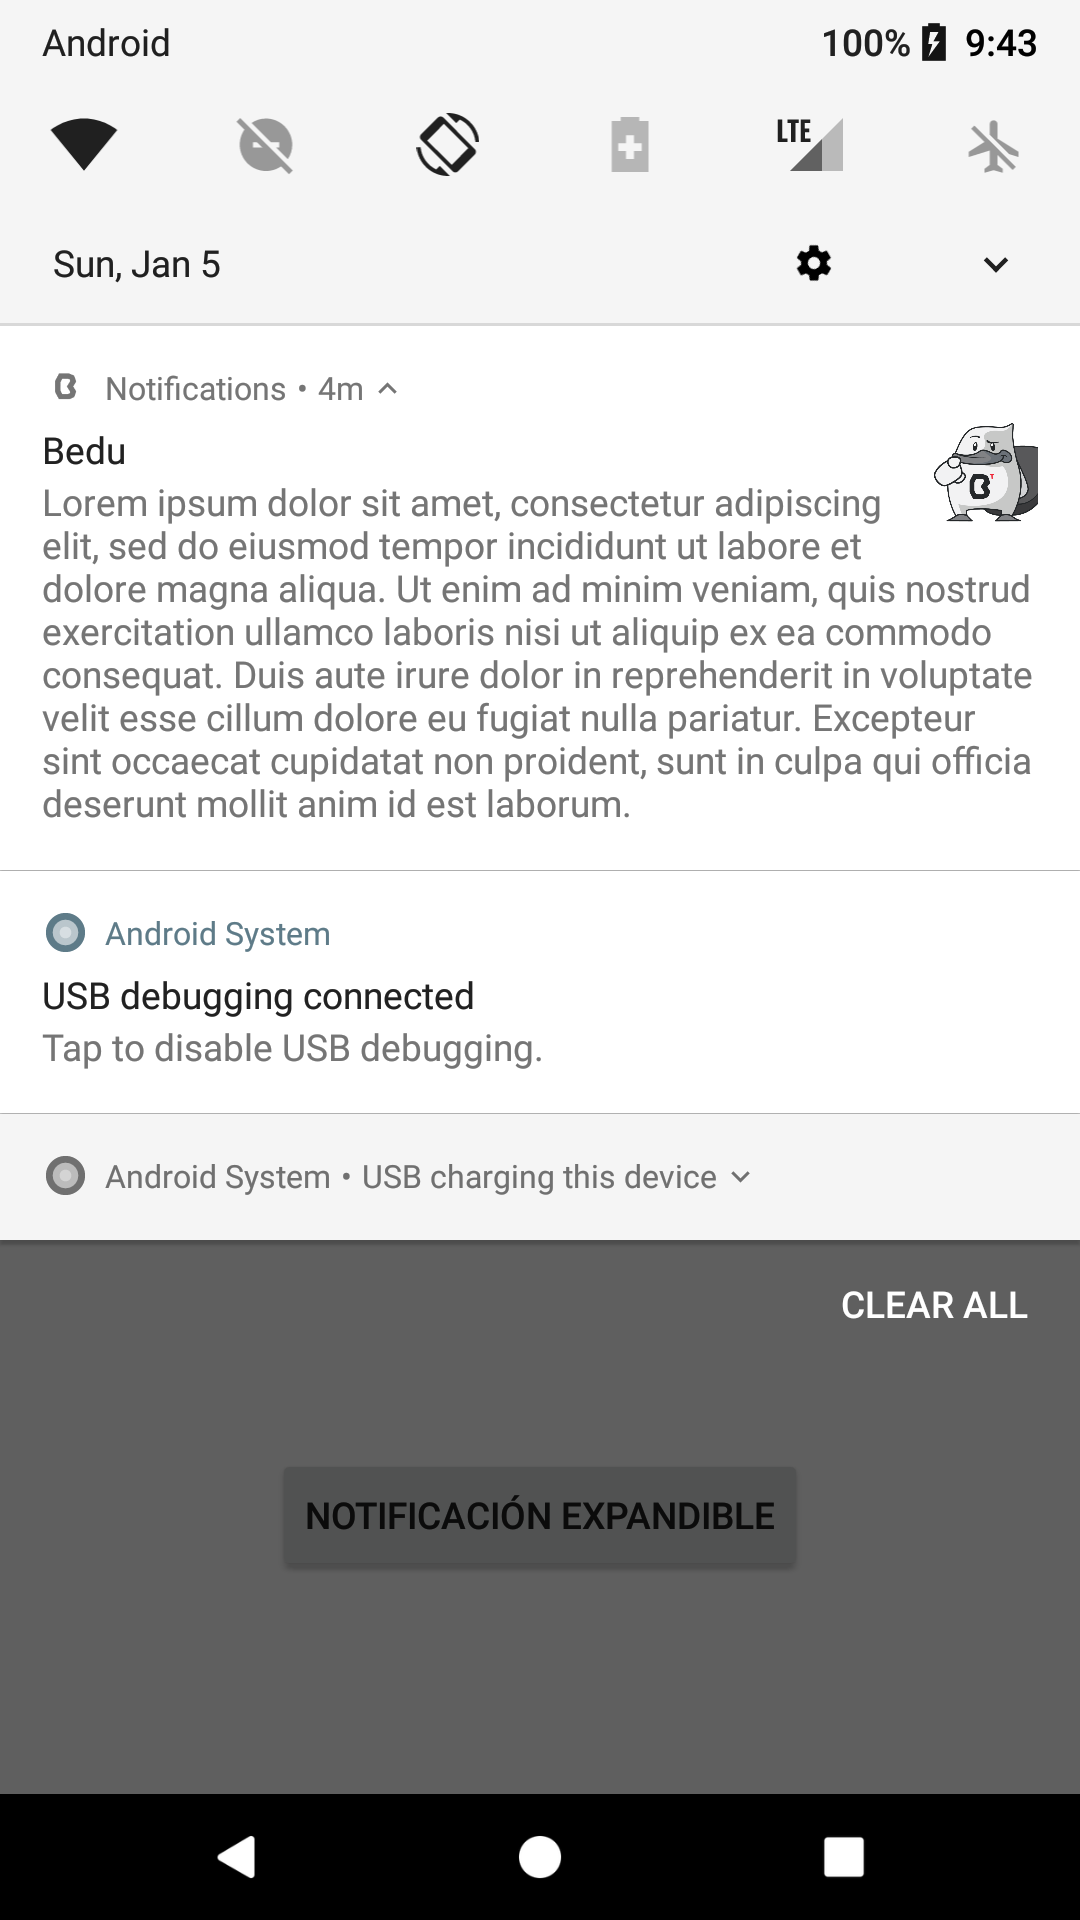 Android 100% 9:43
LTE
Sun, Jan 5
Notifications • 4m
Bedu
Lorem ipsum dolor sit amet, consectetur adipiscing
elit, sed do eiusmod tempor incididunt ut labore et
dolore magna aliqua. Ut enim ad minim veniam, quis nostrud
exercitation ullamco laboris nisi ut aliquip ex ea commodo
consequat. Duis aute irure dolor in reprehenderit in voluptate
velit esse cillum dolore eu fugiat nulla pariatur. Excepteur
sint occaecat cupidatat non proident, sunt in culpa qui officia
deserunt mollit anim id est laborum.
Android System
USB debugging connected
Tap to disable USB debugging.
Android System • USB charging this device
CLEAR ALL
NOTIFICACIÓN EXPANDIBLE